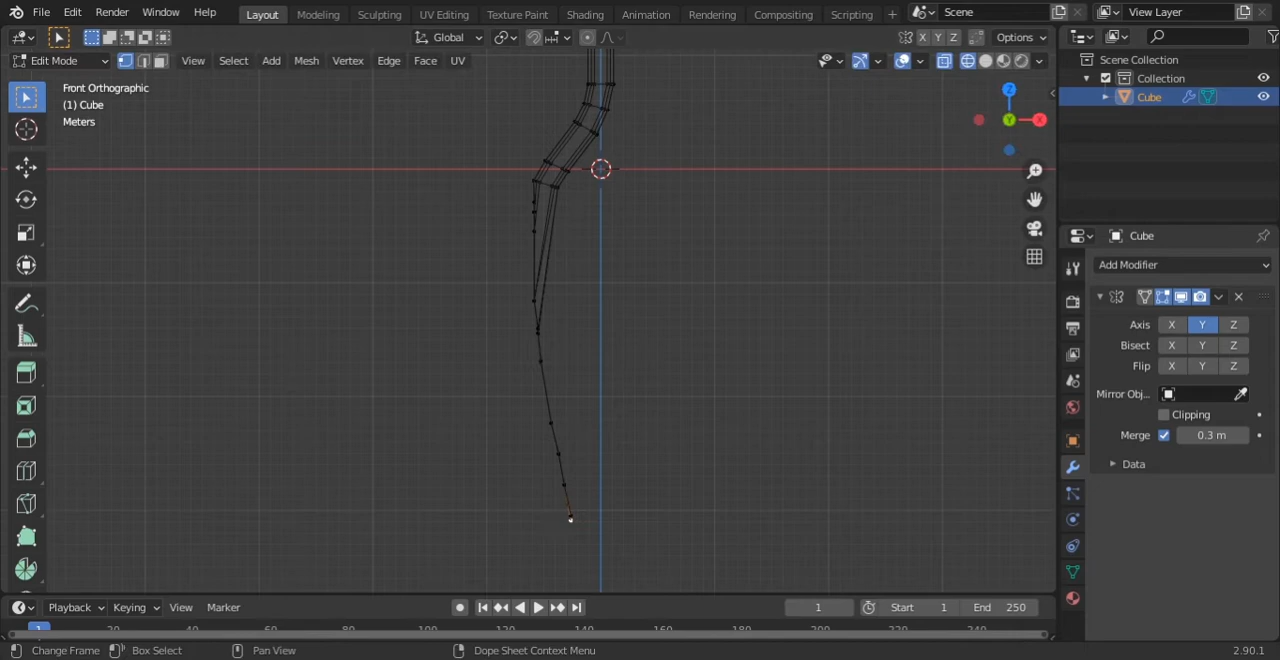 File Edit Render Window Help Layout Modeling Sculpting UV Editing Texture Paint Shading Animation Rendering Compositing Scripting + Scene View Layer
Global X Y Z Options
Edit Mode View Select Add Mesh Vertex Edge Face UV
Front Orthographic
(1) Cube
Meters
Z
Y
X
Scene Collection
Collection
Cube
Cube
Add Modifier
Axis X Y Z
Bisect X Y Z
Flip X Y Z
Mirror Obj...
Clipping
Merge 0.3 m
Data
Playback Keying View Marker 1 Start 1 End 250
1 20 40 60 80 100 120 140 160 180 200 220 240
Change Frame Box Select Pan View Dope Sheet Context Menu 2.90.1